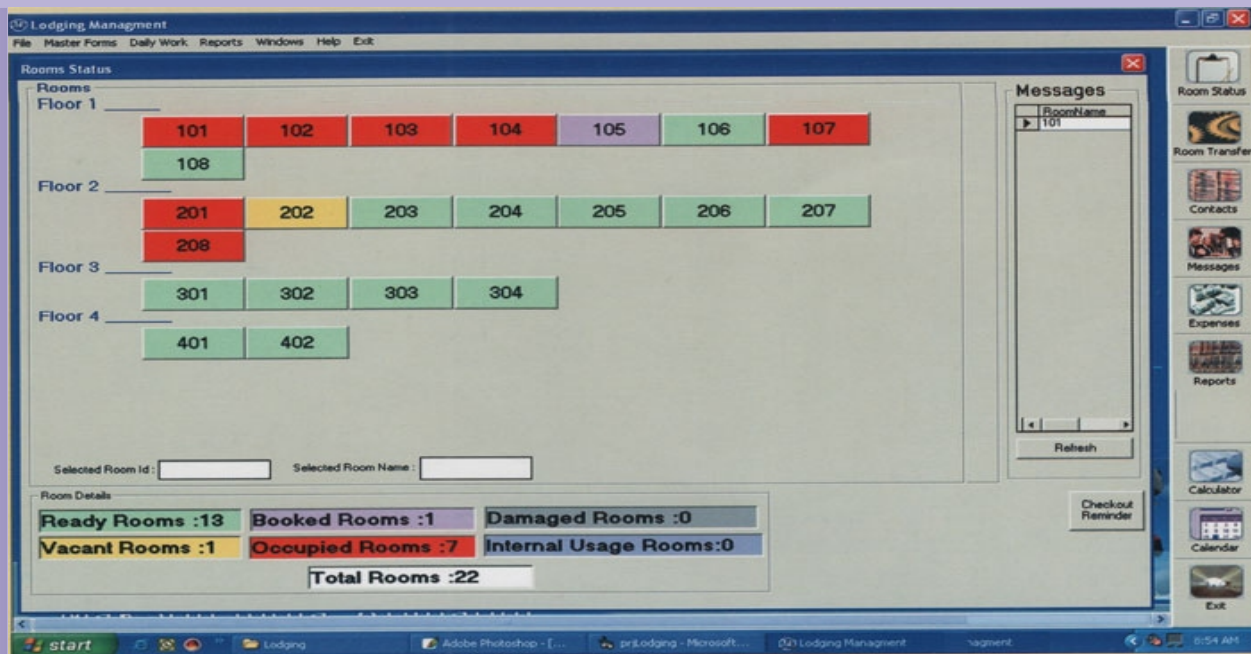 Lodging Managment
File Master Forms Daily Work Reports Windows Help Exit
Rooms Status
Rooms
Floor 1
101 102 103 104 105 106 107
108
Floor 2
201 202 203 204 205 206 207
208
Floor 3
301 302 303 304
Floor 4
401 402
Selected Room Id : Selected Room Name :
Messages
RoomName
101
Refresh
Checkout
Reminder
Room Details
Ready Rooms :13 Booked Rooms :1 Damaged Rooms :0
Vacant Rooms :1 Occupied Rooms :7 Internal Usage Rooms:0
Total Rooms :22
Room Status
Room Transfer
Contacts
Messages
Expenses
Reports
Calculator
Calendar
Exit
start Lodging Adobe Photoshop - [... priLodging - Microsoft... Lodging Managment nagment 8:54 AM